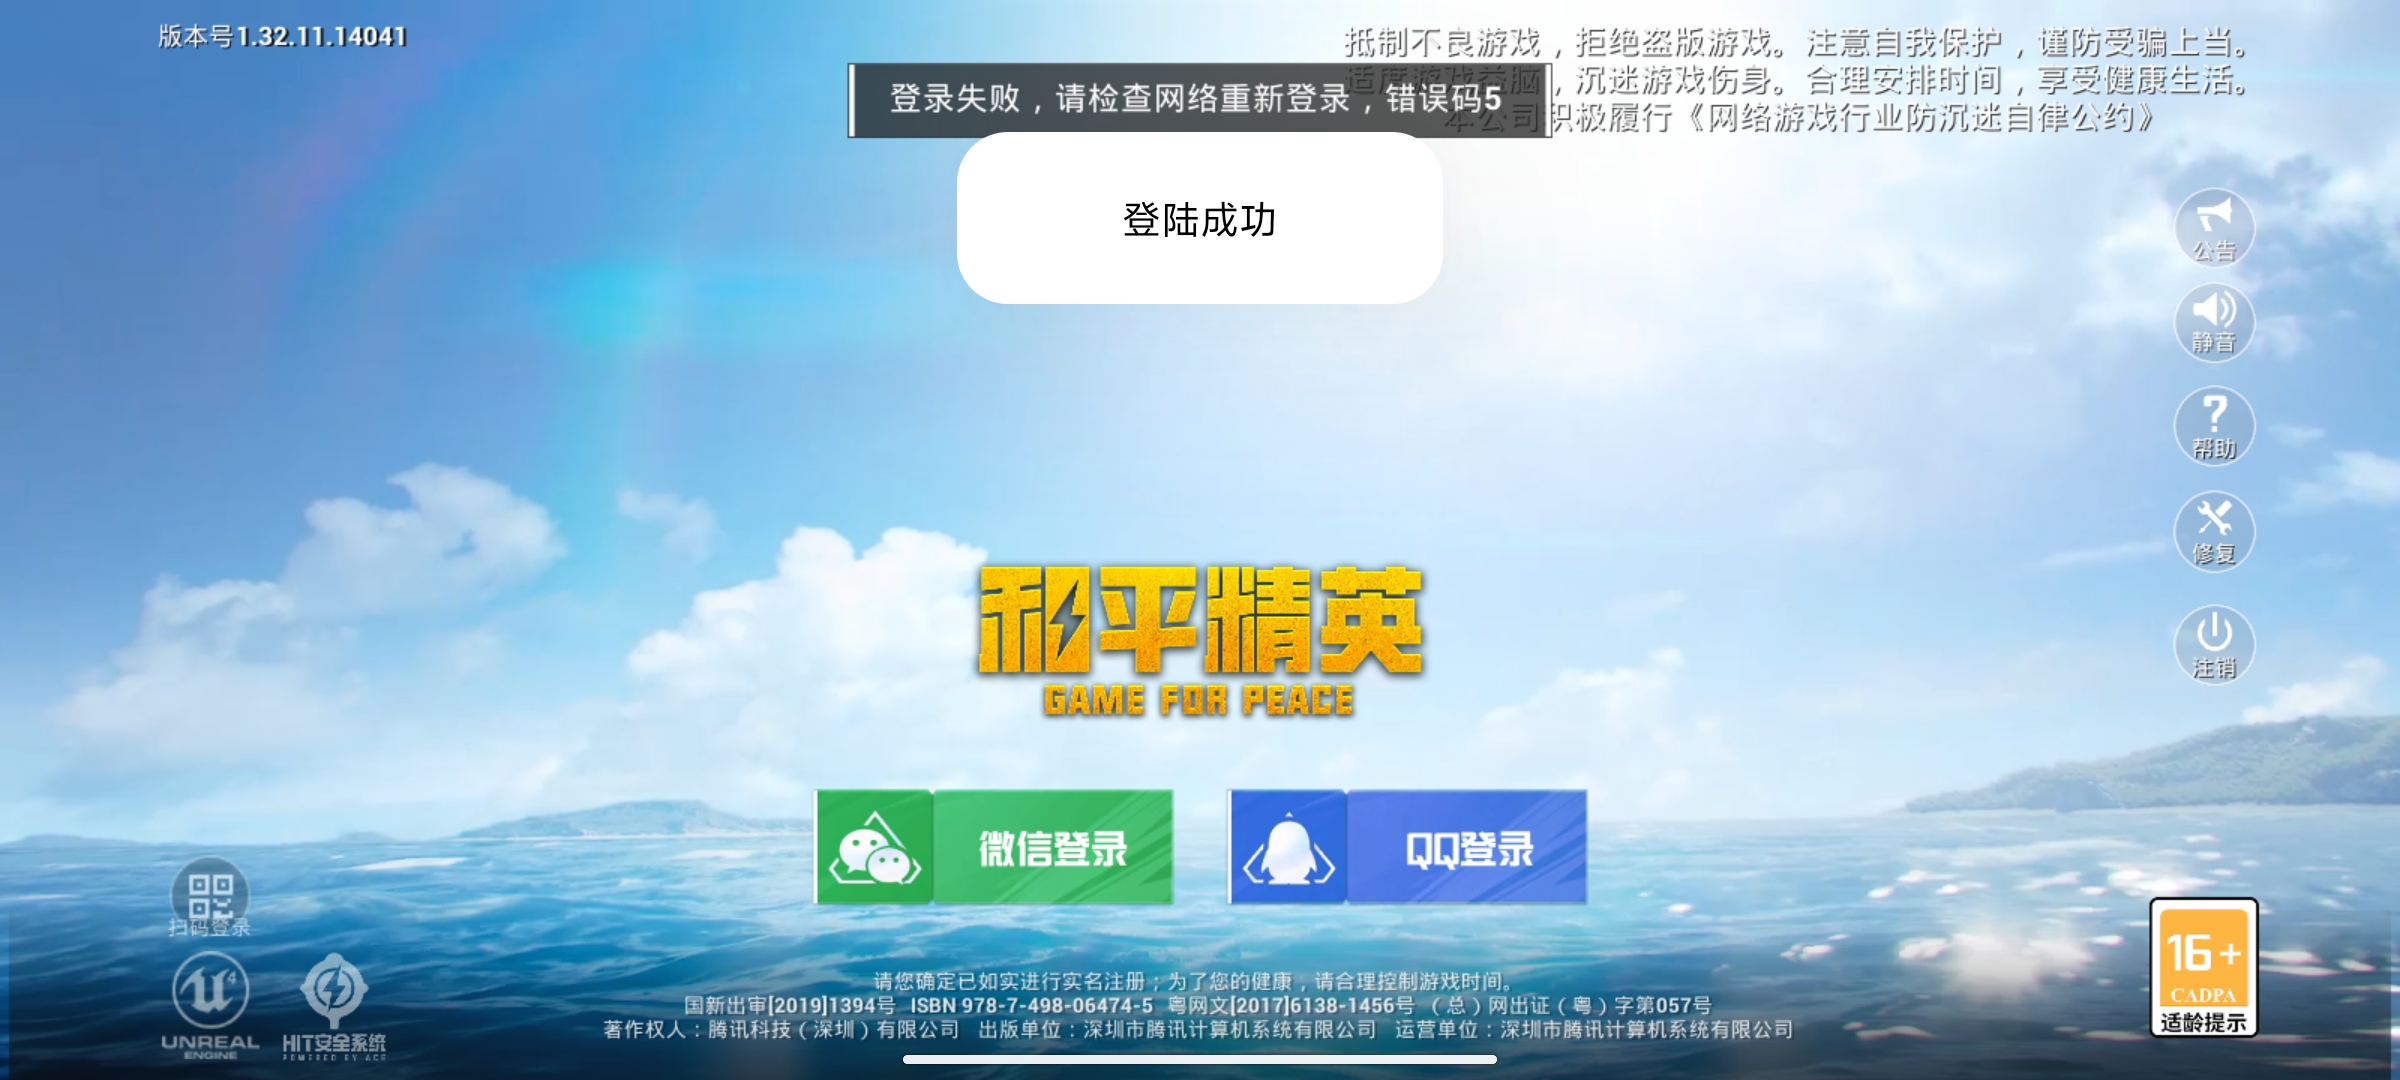 版本号1.32.11.14041
抵制不良游戏，拒绝盗版游戏。注意自我保护，谨防受骗上当。
适度游戏益脑，沉迷游戏伤身。合理安排时间，享受健康生活。
本公司积极履行《网络游戏行业防沉迷自律公约》
登录失败，请检查网络重新登录，错误码5
登陆成功
公告
静音
帮助
修复
注销
和平精英
GAME FOR PEACE
微信登录
QQ登录
扫码登录
UNREAL
ENGINE
HIT安全系统
POWERED BY ACE
请您确定已如实进行实名注册；为了您的健康，请合理控制游戏时间。
国新出审[2019]1394号 ISBN 978-7-498-06474-5 粤网文[2017]6138-1456号 （总）网出证（粤）字第057号
著作权人：腾讯科技（深圳）有限公司 出版单位：深圳市腾讯计算机系统有限公司 运营单位：深圳市腾讯计算机系统有限公司
16+
CADPA
适龄提示